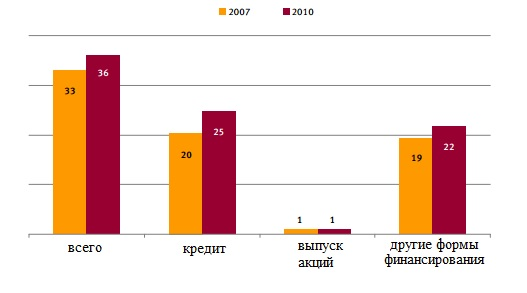 2007 2010
33 36
20 25
1 1
19 22
всего
кредит
выпуск
акций
другие формы
финансирования